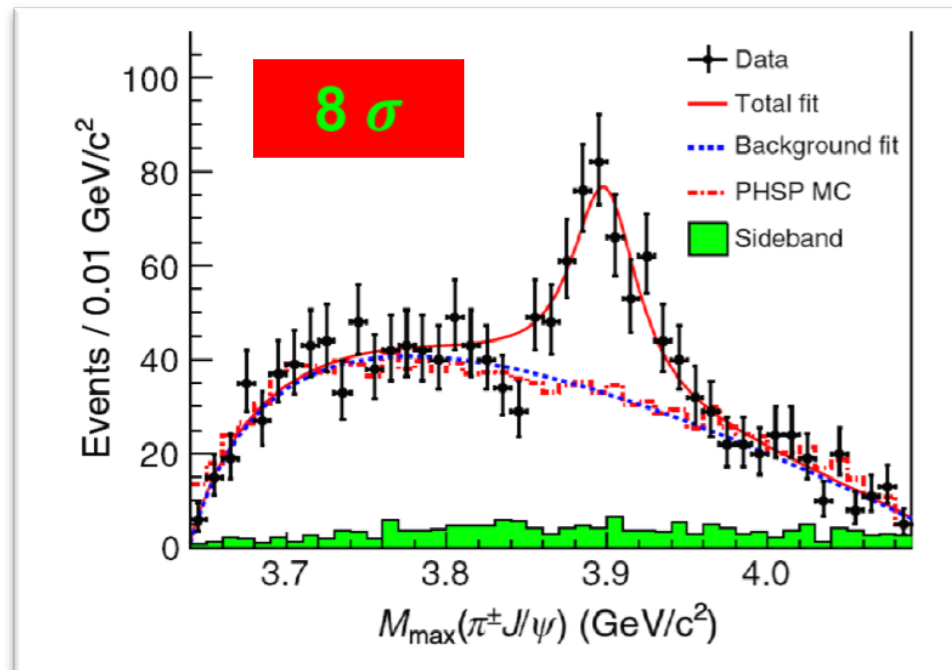 8 σ
Data
Total fit
Background fit
PHSP MC
Sideband
Events / 0.01 GeV/c²
100
80
60
40
20
0
3.7 3.8 3.9 4.0
M_max(π±J/ψ) (GeV/c²)